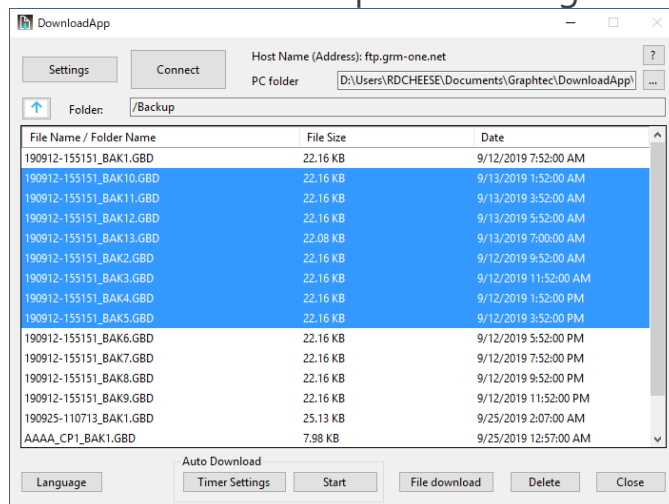 DownloadApp
Settings
Connect
Host Name (Address): ftp.grm-one.net
?
PC folder
D:\Users\RDCHEESE\Documents\Graphtec\DownloadApp\
...
Folder:
/Backup
File Name / Folder Name File Size Date
190912-155151_BAK1.GBD 22.16 KB 9/12/2019 7:52:00 AM
190912-155151_BAK10.GBD 22.16 KB 9/13/2019 1:52:00 AM
190912-155151_BAK11.GBD 22.16 KB 9/13/2019 3:52:00 AM
190912-155151_BAK12.GBD 22.16 KB 9/13/2019 5:52:00 AM
190912-155151_BAK13.GBD 22.08 KB 9/13/2019 7:00:00 AM
190912-155151_BAK2.GBD 22.16 KB 9/12/2019 9:52:00 AM
190912-155151_BAK3.GBD 22.16 KB 9/12/2019 11:52:00 AM
190912-155151_BAK4.GBD 22.16 KB 9/12/2019 1:52:00 PM
190912-155151_BAK5.GBD 22.16 KB 9/12/2019 3:52:00 PM
190912-155151_BAK6.GBD 22.16 KB 9/12/2019 5:52:00 PM
190912-155151_BAK7.GBD 22.16 KB 9/12/2019 7:52:00 PM
190912-155151_BAK8.GBD 22.16 KB 9/12/2019 9:52:00 PM
190912-155151_BAK9.GBD 22.16 KB 9/12/2019 11:52:00 PM
190925-110713_BAK1.GBD 25.13 KB 9/25/2019 2:07:00 AM
AAAA_CP1_BAK1.GBD 7.98 KB 9/25/2019 12:57:00 AM
Auto Download
Language
Timer Settings
Start
File download
Delete
Close